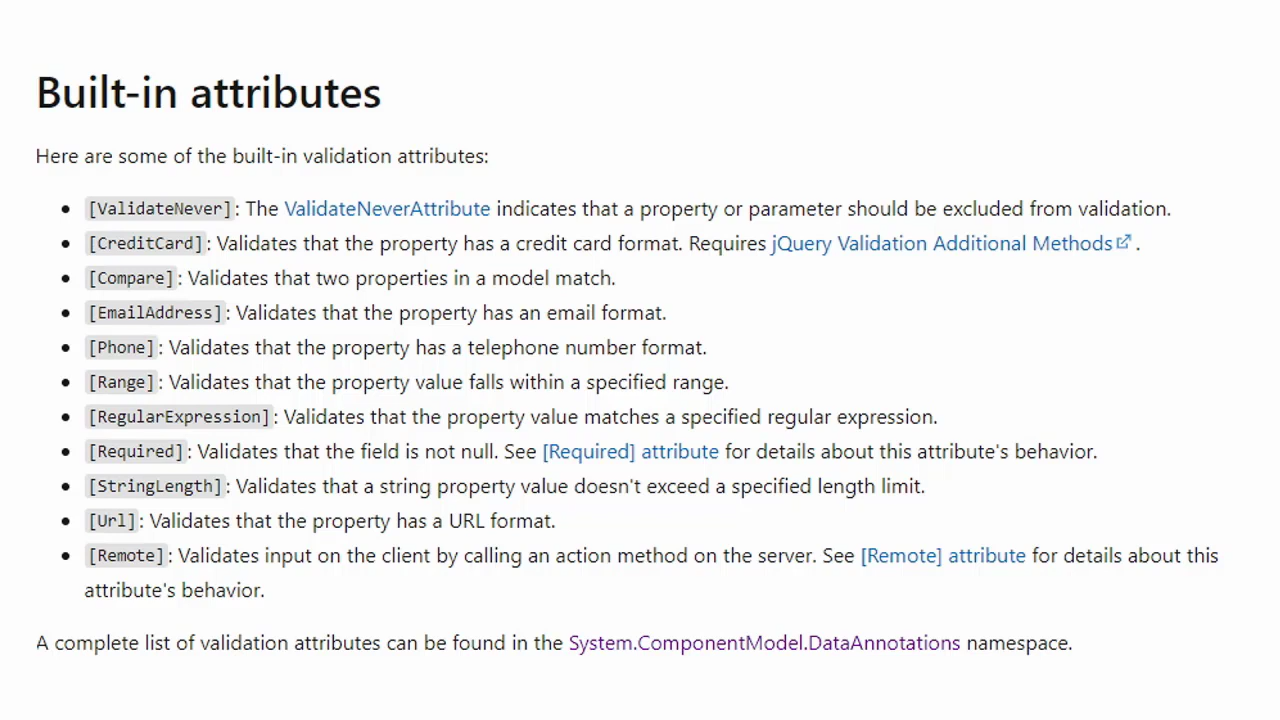 Built-in attributes
Here are some of the built-in validation attributes:
• [ValidateNever]: The ValidateNeverAttribute indicates that a property or parameter should be excluded from validation.
• [CreditCard]: Validates that the property has a credit card format. Requires jQuery Validation Additional Methods.
• [Compare]: Validates that two properties in a model match.
• [EmailAddress]: Validates that the property has an email format.
• [Phone]: Validates that the property has a telephone number format.
• [Range]: Validates that the property value falls within a specified range.
• [RegularExpression]: Validates that the property value matches a specified regular expression.
• [Required]: Validates that the field is not null. See [Required] attribute for details about this attribute's behavior.
• [StringLength]: Validates that a string property value doesn't exceed a specified length limit.
• [Url]: Validates that the property has a URL format.
• [Remote]: Validates input on the client by calling an action method on the server. See [Remote] attribute for details about this
attribute's behavior.
A complete list of validation attributes can be found in the System.ComponentModel.DataAnnotations namespace.